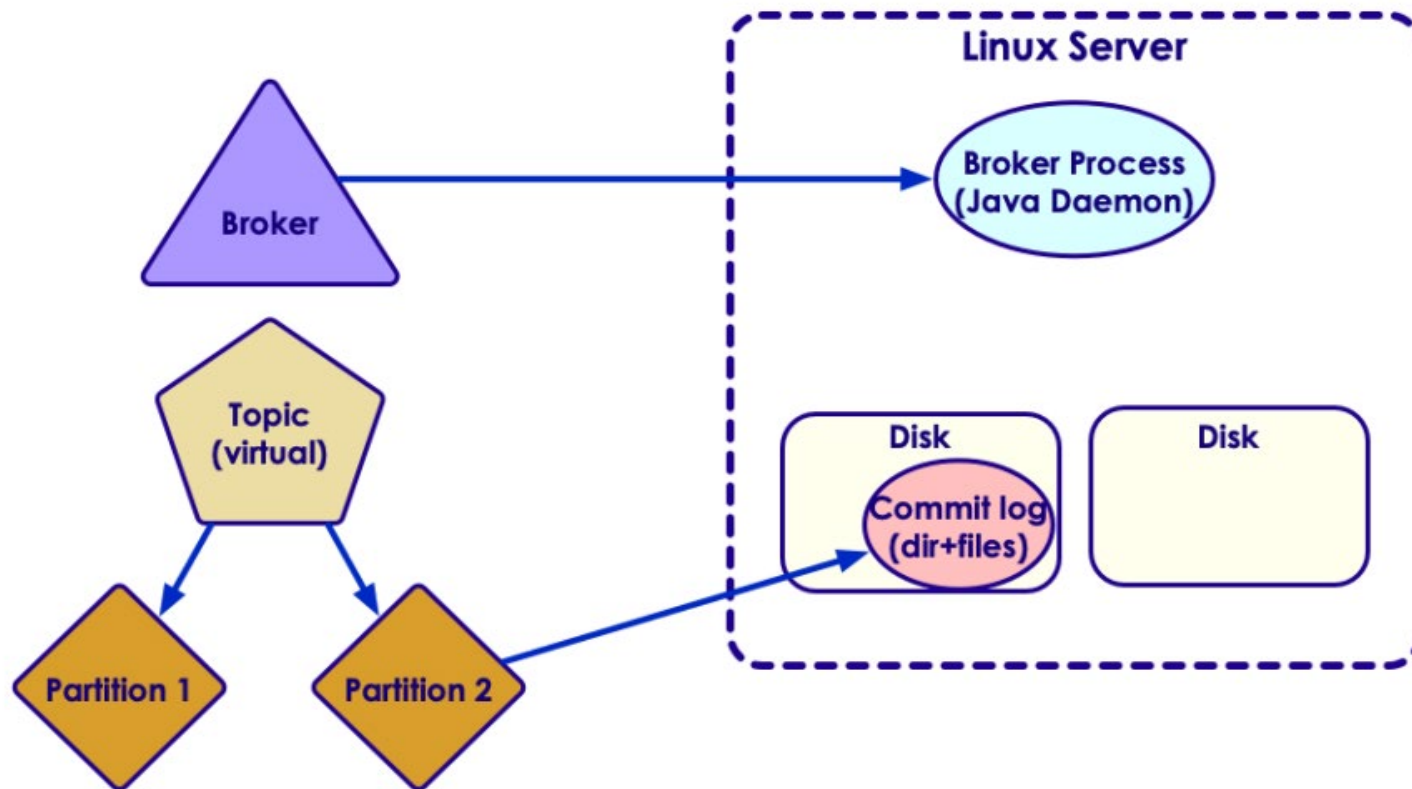 Linux Server
Broker Process
(Java Daemon)
Broker
Topic
(virtual)
Disk
Disk
Commit log
(dir+files)
Partition 1
Partition 2